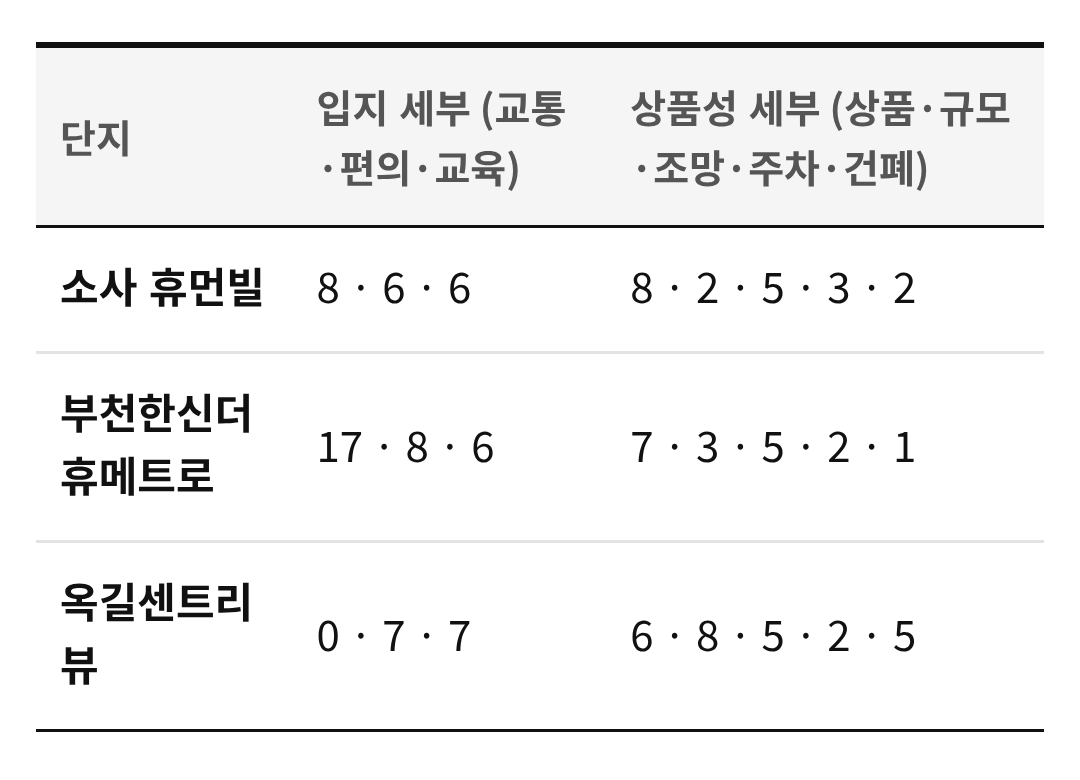 단지
입지 세부 (교통
·편의·교육)
상품성 세부 (상품·규모
·조망·주차·건폐)
소사 휴먼빌
8 · 6 · 6
8 · 2 · 5 · 3 · 2
부천한신더
휴메트로
17 · 8 · 6
7 · 3 · 5 · 2 · 1
옥길센트리
뷰
0 · 7 · 7
6 · 8 · 5 · 2 · 5